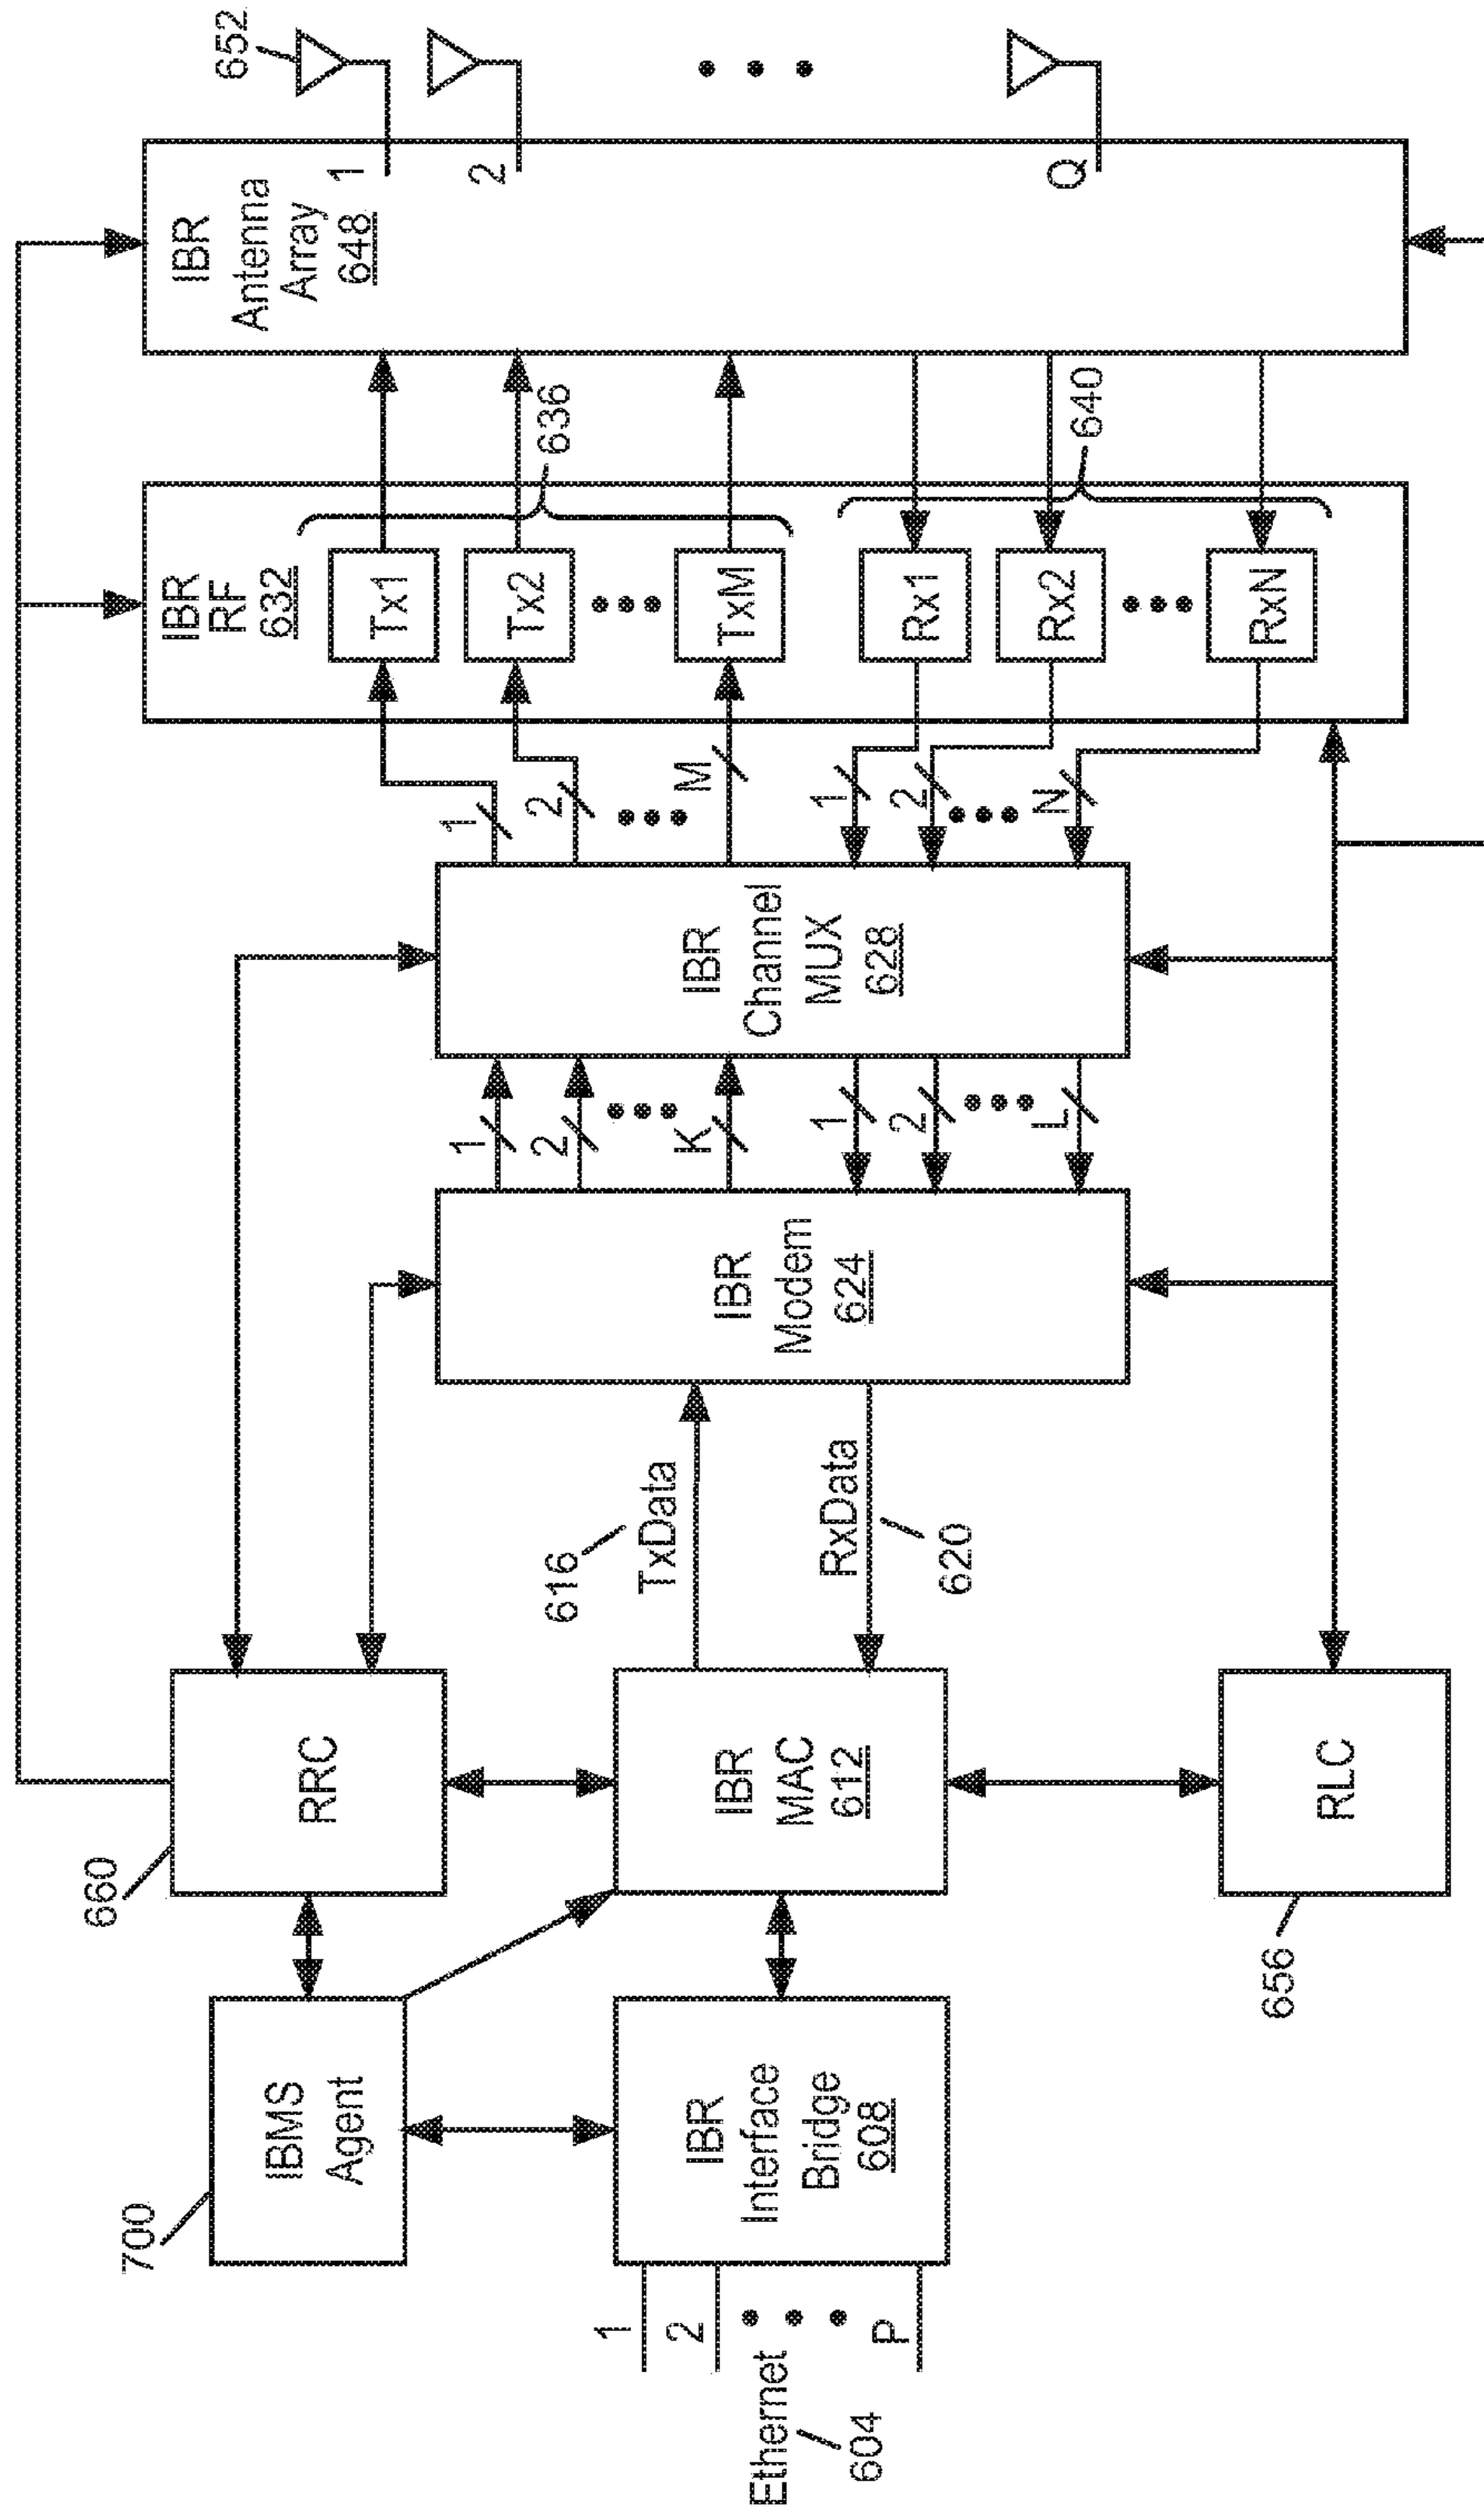 700
IBMS
Agent
660
RRC
Ethernet
604
1
2
P
IBR
Interface
Bridge
608
IBR
MAC
612
656
RLC
616
TxData
RxData
620
IBR
Modem
624
1
2
K
1
2
L
IBR
Channel
MUX
628
1
2
M
1
2
N
IBR
RF
632
Tx1
Tx2
TxM
636
Rx1
Rx2
RxN
640
IBR
Antenna
Array
648
1
2
Q
652